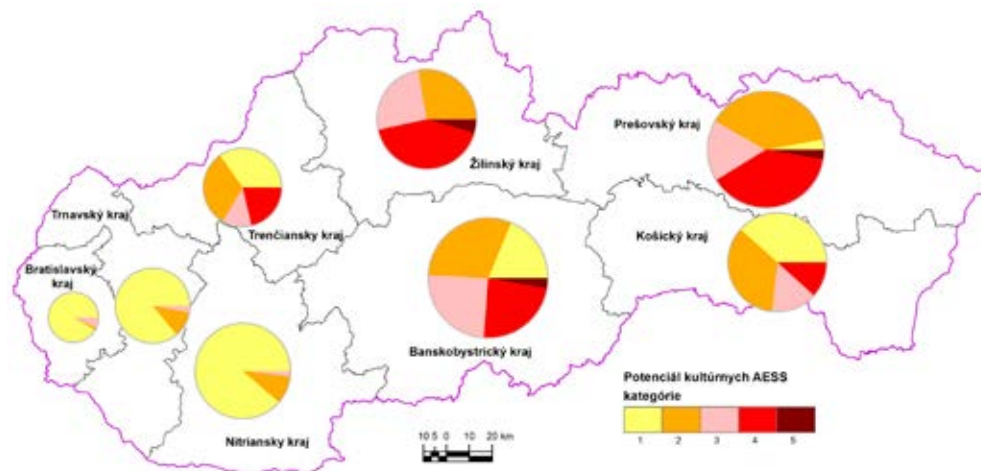 Prešovský kraj
Žilinský kraj
Trnavský kraj
Trenčiansky kraj
Košický kraj
Bratislavský
kraj
Banskobystrický kraj
Nitriansky kraj
Potenciál kultúrnych AESS
kategórie
1 2 3 4 5
10 5 0 10 20 km